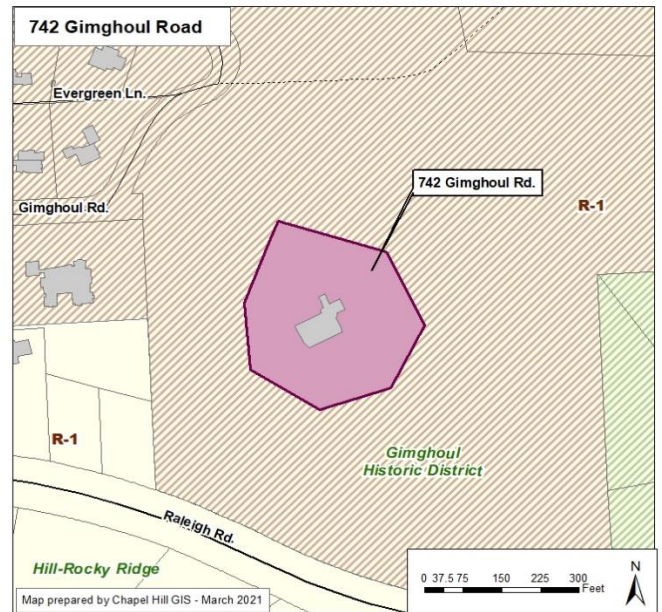 742 Gimghoul Road
Evergreen Ln.
742 Gimghoul Rd.
R-1
Gimghoul Rd.
R-1
Gimghoul
Historic District
Raleigh Rd.
Hill-Rocky Ridge
0 37.5 75 150 225 300
Feet
N
Map prepared by Chapel Hill GIS - March 2021